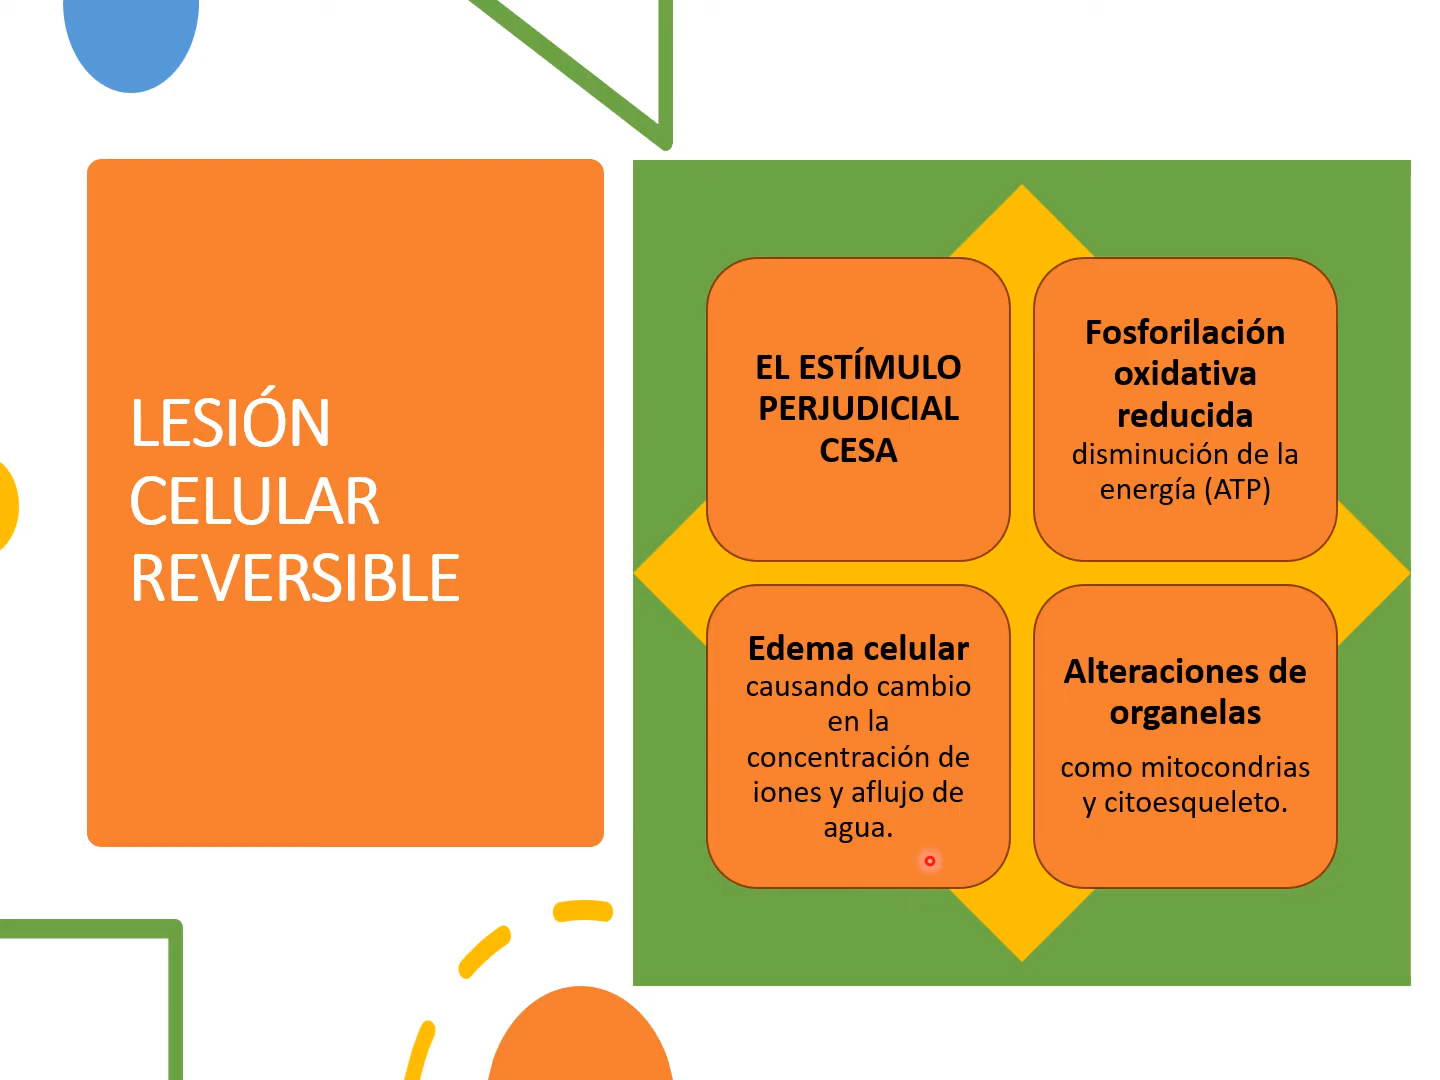 LESIÓN
CELULAR
REVERSIBLE
EL ESTÍMULO
PERJUDICIAL
CESA
Fosforilación
oxidativa
reducida
disminución de la
energía (ATP)
Edema celular
causando cambio
en la
concentración de
iones y aflujo de
agua.
Alteraciones de
organelas
como mitocondrias
y citoesqueleto.